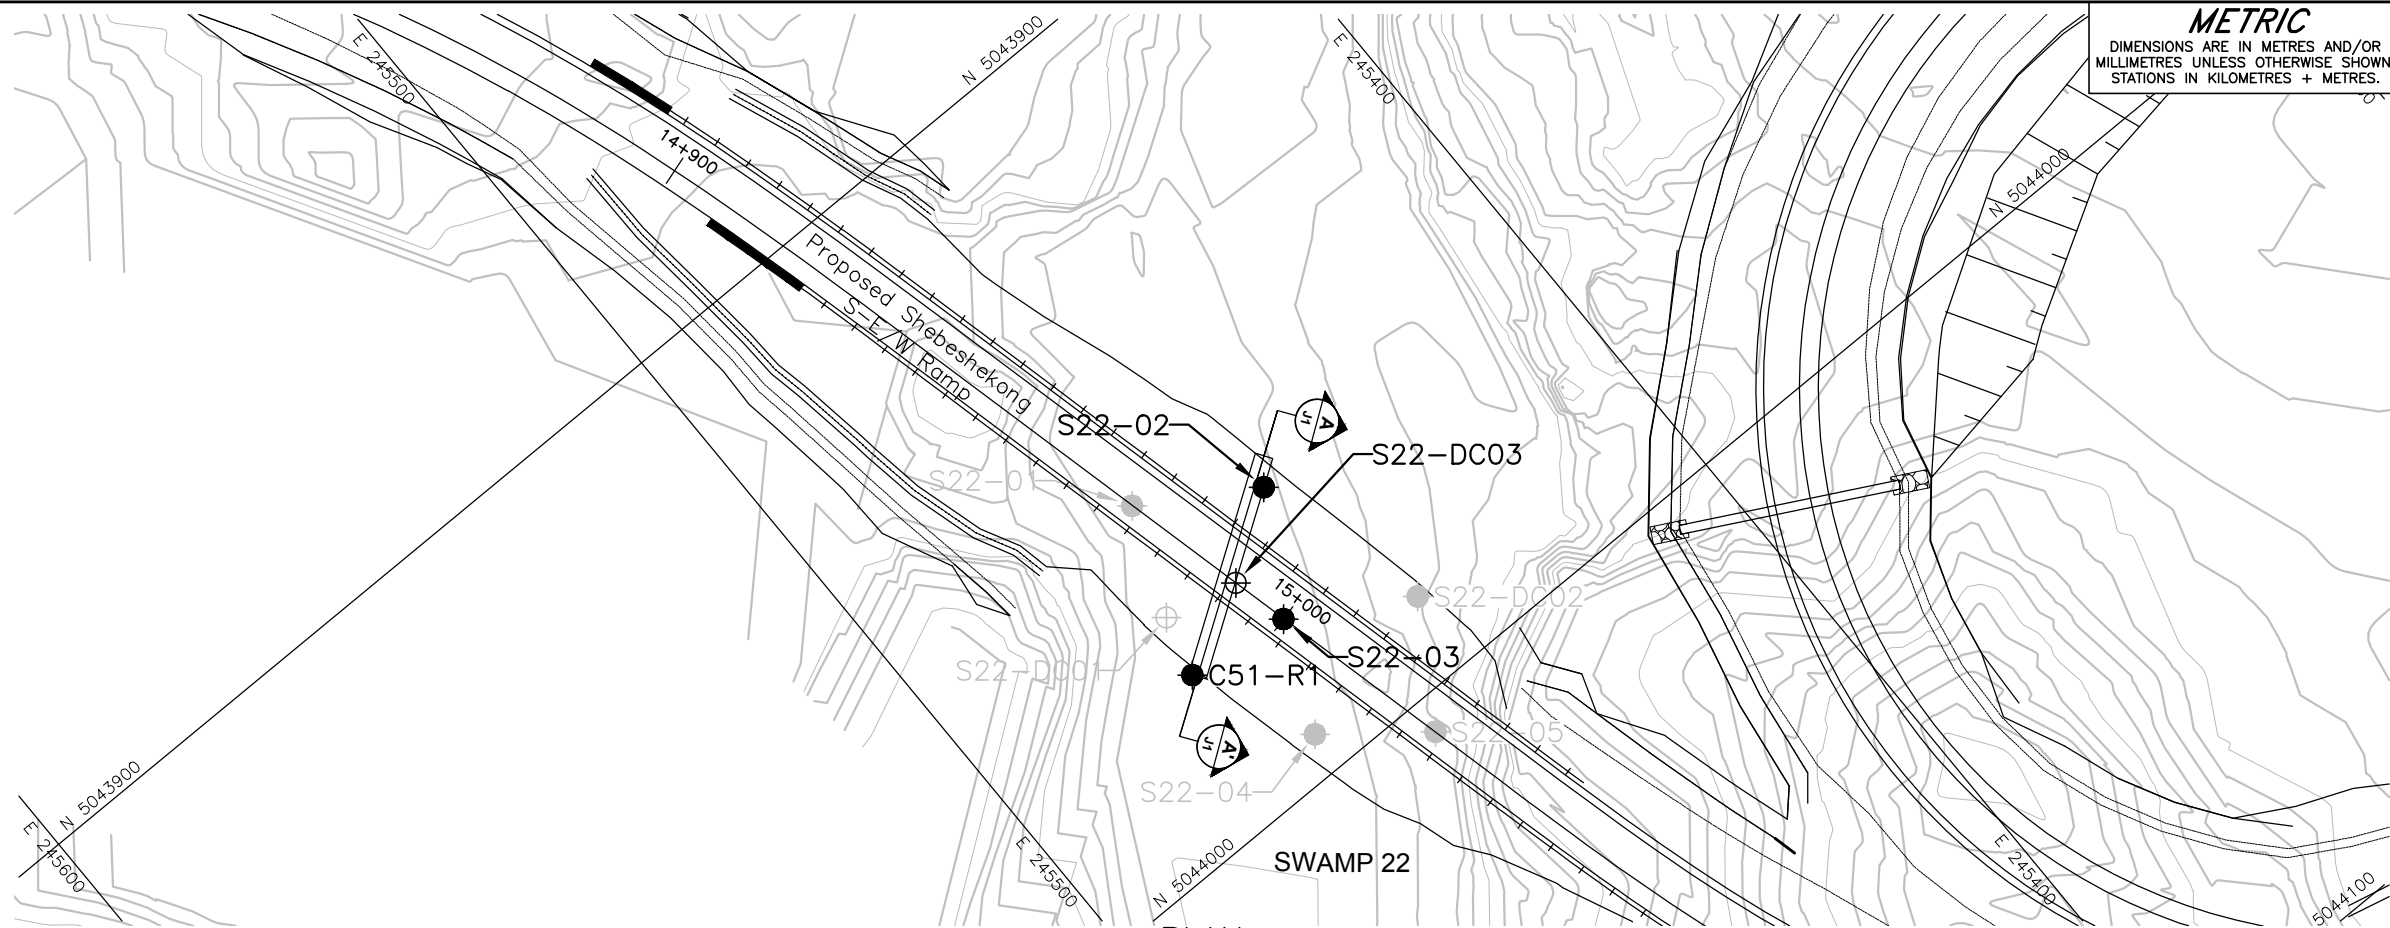 METRIC
DIMENSIONS ARE IN METRES AND/OR
MILLIMETRES UNLESS OTHERWISE SHOWN
STATIONS IN KILOMETRES + METRES.
E 245500
N 5043900
E 245400
N 5044000
14+900
Proposed Shebeshekong
S-E/W Ramp
A
J1
S22-02
S22-DC03
S22-01
15+000
S22-DC02
S22-03
S22-DC01
C51-R1
S22-05
A'
J1
S22-04
N 5043900
E 245600
E 245500
N 5044000
SWAMP 22
E 245400
5044100